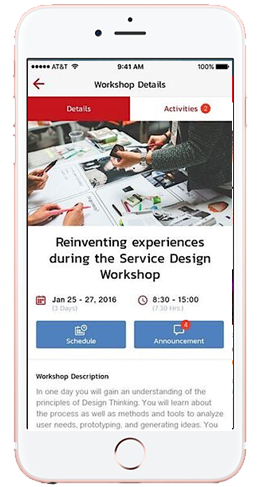 AT&T 9:41 AM 100%
Workshop Details
Details Activities 2
Reinventing experiences
during the Service Design
Workshop
Jan 25 - 27, 2016 8:30 - 15:00
(3 Days) (7.30 Hrs.)
4
Schedule Announcement
Workshop Description
In one day you will gain an understanding of the
principles of Design Thinking. You will learn about
the process as well as methods and tools to analyze
user needs, prototyping, and generating ideas. You